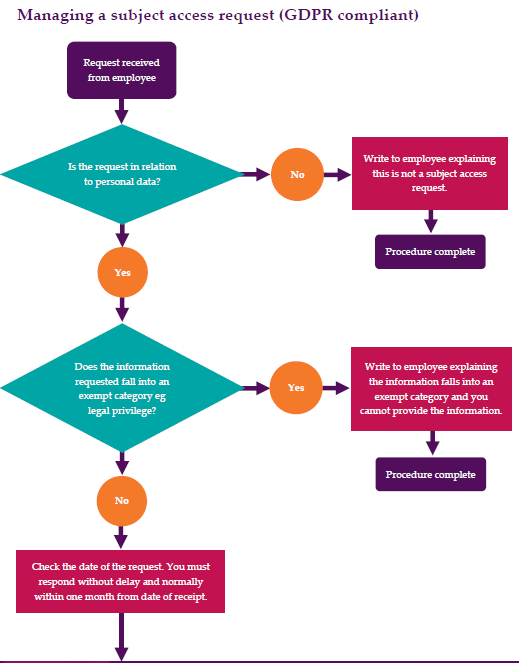 Managing a subject access request (GDPR compliant)
Request received
from employee
Is the request in relation
to personal data?
No
Write to employee explaining
this is not a subject access
request.
Procedure complete
Yes
Does the information
requested fall into an
exempt category eg
legal privilege?
Yes
Write to employee explaining
the information falls into an
exempt category and you
cannot provide the information.
Procedure complete
No
Check the date of the request. You must
respond without delay and normally
within one month from date of receipt.